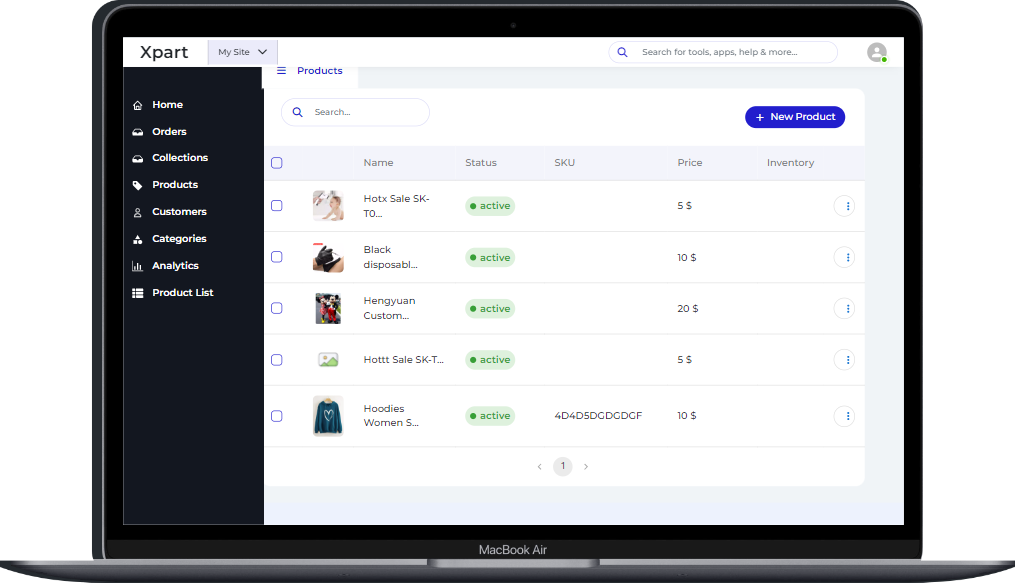 Xpart
My Site
Search for tools, apps, help & more...
Products
Home
Orders
Collections
Products
Customers
Categories
Analytics
Product List
Search...
+ New Product
Name Status SKU Price Inventory
Hotx Sale SK-
T0...
active
5 $
Black
disposabl...
active
10 $
Hengyuan
Custom...
active
20 $
Hottt Sale SK-T...
active
5 $
Hoodies
Women S...
active
4D4D5DGDGDGF
10 $
1
MacBook Air